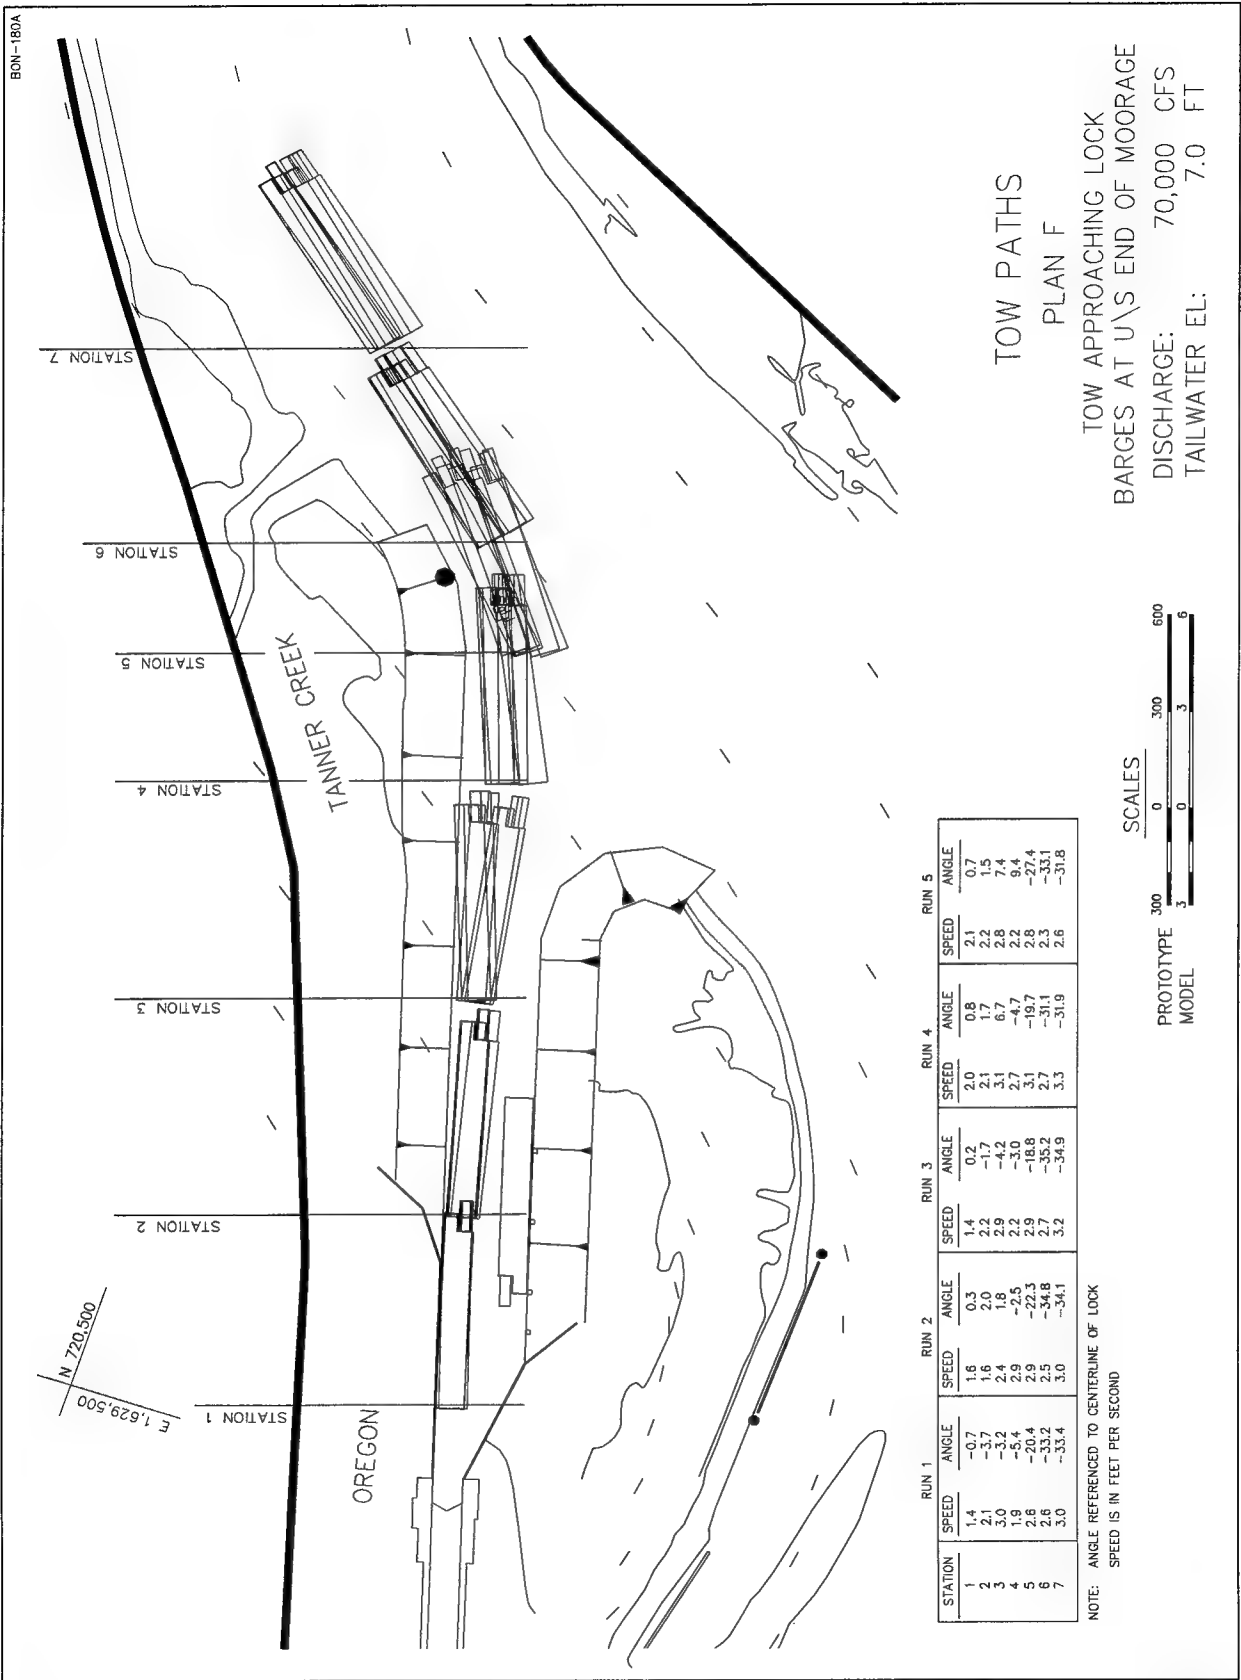 BON-180A
N 720,500
E 1,629,500
STATION 1
STATION 2
STATION 3
STATION 4
STATION 5
STATION 6
STATION 7
OREGON
TANNER CREEK
TOW PATHS
PLAN F
TOW APPROACHING LOCK
BARGES AT U\S END OF MOORAGE
DISCHARGE: 70,000 CFS
TAILWATER EL: 7.0 FT
SCALES
PROTOTYPE 300 0 300 600
MODEL 3 0 3 6
RUN 1 RUN 2 RUN 3 RUN 4 RUN 5
STATION SPEED ANGLE SPEED ANGLE SPEED ANGLE SPEED ANGLE SPEED ANGLE
1 1.4 -0.7 1.6 0.3 1.4 0.2 2.0 0.8 2.1 0.7
2 2.1 -3.7 1.6 2.0 2.2 -1.7 2.1 1.7 2.2 1.5
3 3.0 -3.2 2.4 1.8 2.9 -4.2 3.1 6.7 2.8 7.4
4 1.9 -5.4 2.9 -2.5 2.2 -3.0 2.7 -4.7 2.2 9.4
5 2.6 -20.4 2.9 -22.3 2.9 -18.8 3.1 -19.7 2.8 -27.4
6 2.6 -33.2 2.5 -34.8 2.7 -35.2 2.7 -31.1 2.3 -33.1
7 3.0 -33.4 3.0 -34.1 3.2 -34.9 3.3 -31.9 2.6 -31.8
NOTE: ANGLE REFERENCED TO CENTERLINE OF LOCK
SPEED IS IN FEET PER SECOND